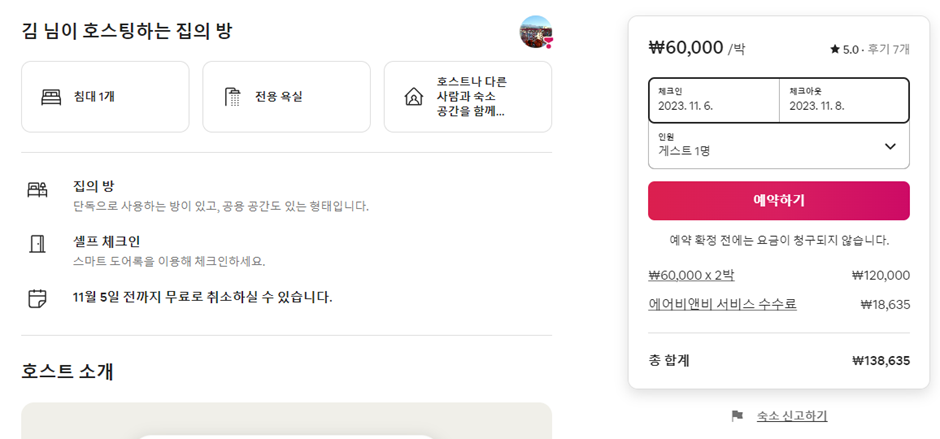 김 님이 호스팅하는 집의 방
침대 1개
전용 욕실
호스트나 다른
사람과 숙소
공간을 함께...
집의 방
단독으로 사용하는 방이 있고, 공용 공간도 있는 형태입니다.
셀프 체크인
스마트 도어록을 이용해 체크인하세요.
11월 5일 전까지 무료로 취소하실 수 있습니다.
호스트 소개
₩60,000 /박
★ 5.0 · 후기 7개
체크인
2023. 11. 6.
체크아웃
2023. 11. 8.
인원
게스트 1명
예약하기
예약 확정 전에는 요금이 청구되지 않습니다.
₩60,000 x 2박 ₩120,000
에어비앤비 서비스 수수료 ₩18,635
총 합계 ₩138,635
숙소 신고하기